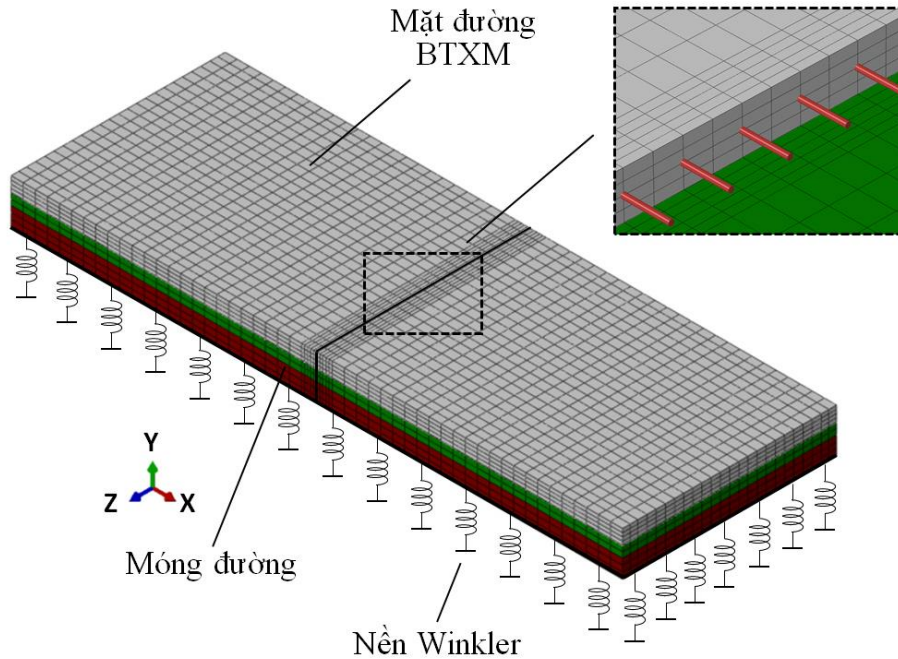 Mặt đường
BTXM
Y
Z
X
Móng đường
Nền Winkler